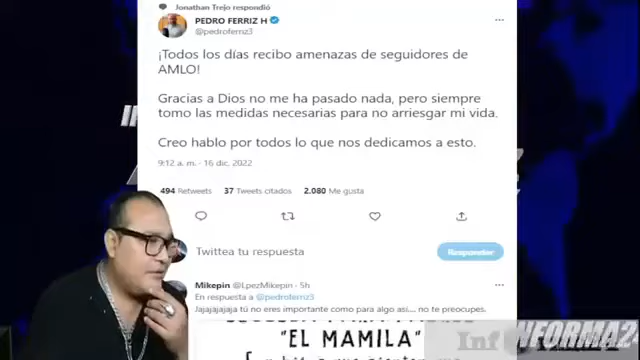 Jonathan Trejo respondió
PEDRO FERRIZ H
@pedroferriz3
¡Todos los días recibo amenazas de seguidores de
AMLO!
Gracias a Dios no me ha pasado nada, pero siempre
tomo las medidas necesarias para no arriesgar mi vida.
Creo hablo por todos lo que nos dedicamos a esto.
9:12 a. m. · 16 dic. 2022
494 Retweets 37 Tweets citados 2.080 Me gusta
Twittea tu respuesta
Responder
Mikepin @LpezMikepin · 5h
En respuesta a @pedroferriz3
Jajajajajaja tú no eres importante como para algo asi.... no te preocupes.
"EL MAMILA"
INFORMA2